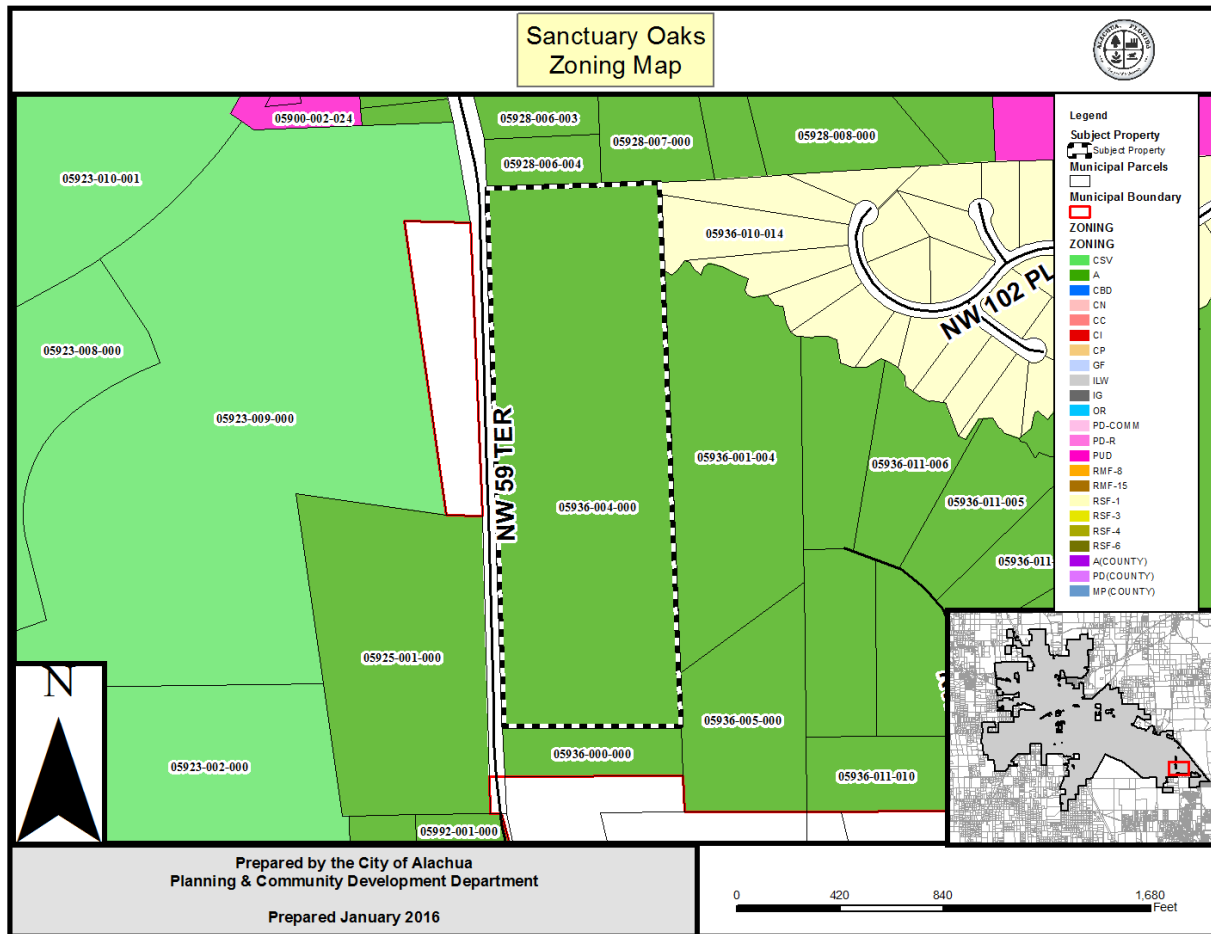 Sanctuary Oaks
Zoning Map
ALACHUA, FLORIDA
05900-002-024
05928-006-003
05928-007-000
05928-008-000
05928-006-004
05923-010-001
05936-010-014
NW 102 PL
05923-008-000
05923-009-000
NW 59 TER
05936-001-004
05936-011-006
05936-011-005
05936-004-000
05936-011-
05925-001-000
05936-005-000
05936-000-000
05923-002-000
05936-011-010
05992-001-000
Legend
Subject Property
Subject Property
Municipal Parcels
Municipal Boundary
ZONING
ZONING
CSV
A
CBD
CN
CC
CI
CP
GF
ILW
IG
OR
PD-COMM
PD-R
PUD
RMF-8
RMF-15
RSF-1
RSF-3
RSF-4
RSF-6
A(COUNTY)
PD(COUNTY)
MP(COUNTY)
N
Prepared by the City of Alachua
Planning & Community Development Department
Prepared January 2016
0 420 840 1,680
Feet